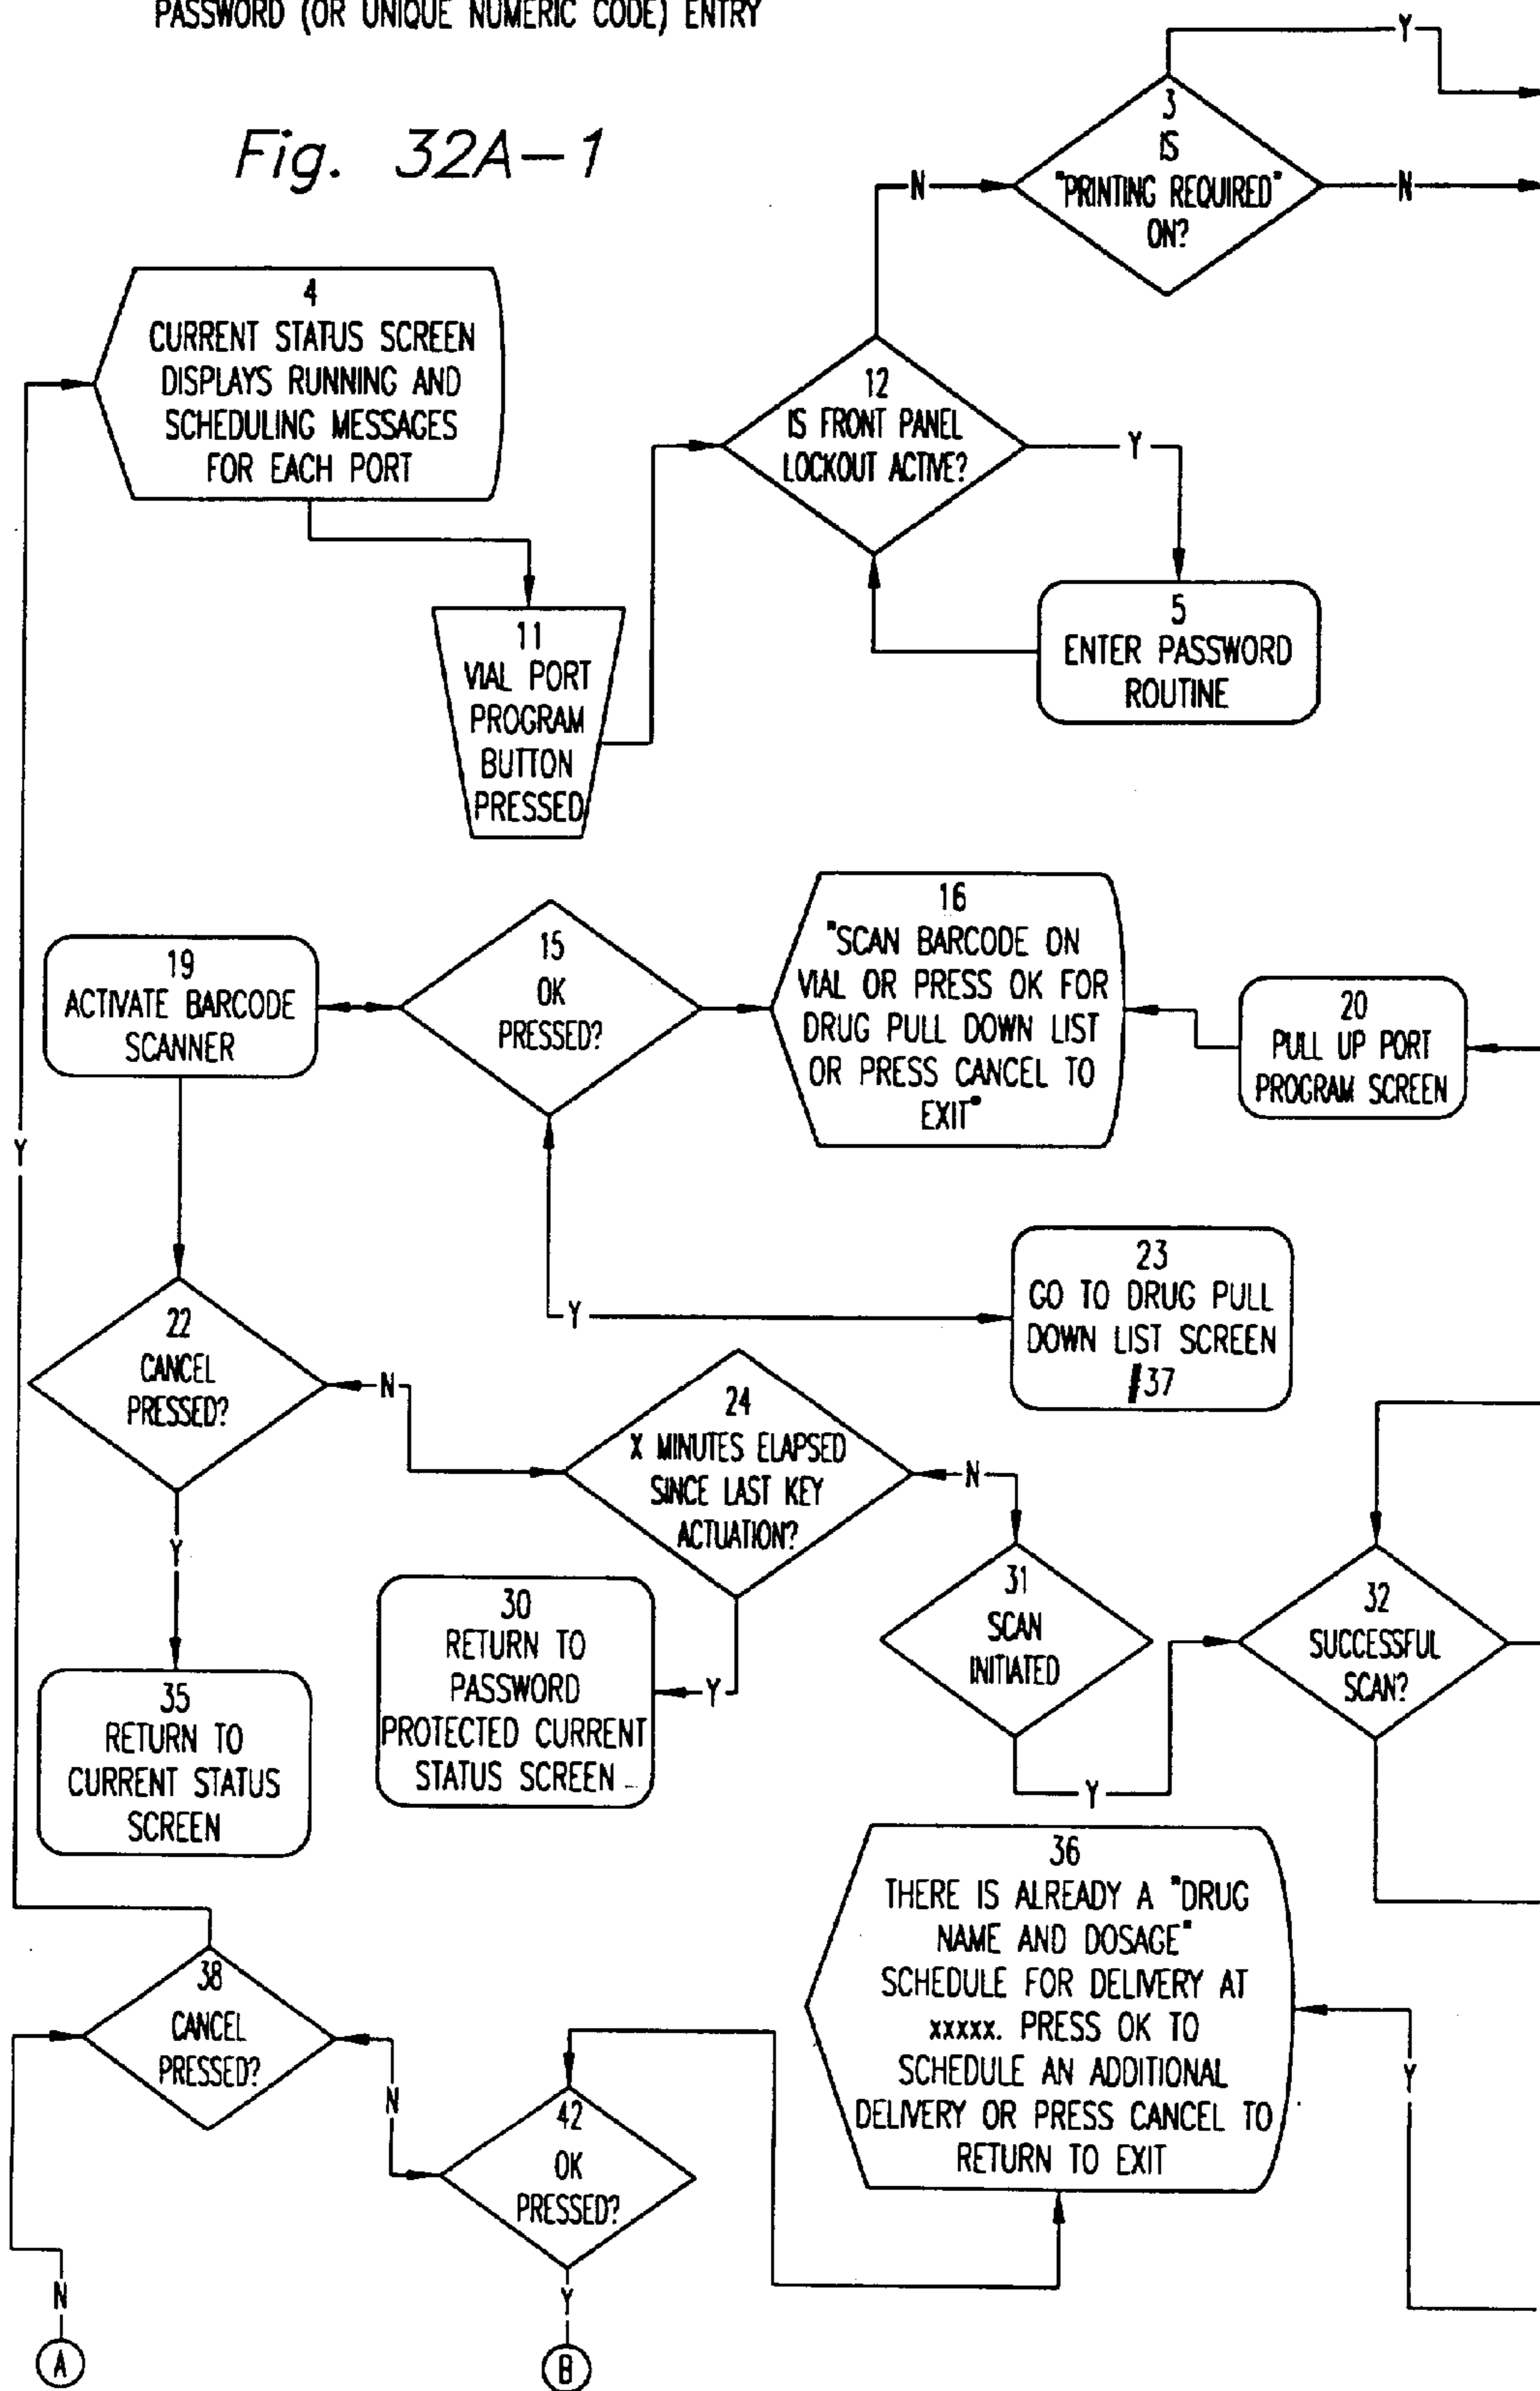 PASSWORD (OR UNIQUE NUMERIC CODE) ENTRY
Fig. 32A-1
Y
3
IS
"PRINTING REQUIRED"
ON?
N
N
4
CURRENT STATUS SCREEN
DISPLAYS RUNNING AND
SCHEDULING MESSAGES
FOR EACH PORT
12
IS FRONT PANEL
LOCKOUT ACTIVE?
Y
5
ENTER PASSWORD
ROUTINE
11
VIAL PORT
PROGRAM
BUTTON
PRESSED
19
ACTIVATE BARCODE
SCANNER
15
OK
PRESSED?
16
"SCAN BARCODE ON
VIAL OR PRESS OK FOR
DRUG PULL DOWN LIST
OR PRESS CANCEL TO
EXIT"
20
PULL UP PORT
PROGRAM SCREEN
Y
Y
23
GO TO DRUG PULL
DOWN LIST SCREEN
#37
22
CANCEL
PRESSED?
N
24
X MINUTES ELAPSED
SINCE LAST KEY
ACTUATION?
N
Y
31
SCAN
INITIATED
32
SUCCESSFUL
SCAN?
30
RETURN TO
PASSWORD
PROTECTED CURRENT
STATUS SCREEN
Y
35
RETURN TO
CURRENT STATUS
SCREEN
Y
36
THERE IS ALREADY A "DRUG
NAME AND DOSAGE"
SCHEDULE FOR DELIVERY AT
xxxxx. PRESS OK TO
SCHEDULE AN ADDITIONAL
DELIVERY OR PRESS CANCEL TO
RETURN TO EXIT
Y
38
CANCEL
PRESSED?
N
42
OK
PRESSED?
N
Y
A
B